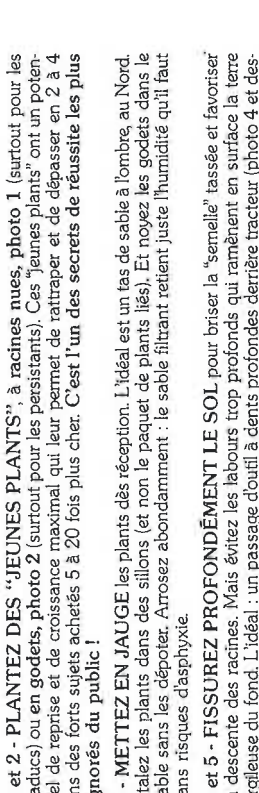 et 2 - PLANTEZ DES “JEUNES PLANTS”, à racines nues, photo 1 (surtout pour les
aducs) ou en godets, photo 2 (surtout pour les persistants). Ces “jeunes plants” ont un poten-
el de reprise et de croissance maximal qui leur permet de rattraper et de dépasser en 2 à 4
ns des forts sujets achetés 5 à 20 fois plus cher. C’est l’un des secrets de réussite les plus
gnorés du public !
- METTEZ EN JAUGE les plants dès réception. L’idéal est un tas de sable à l’ombre, au Nord.
talez les plants dans des sillons (et non le paquet de plants liés). Et noyez les godets dans le
able sans les dépoter. Arrosez abondamment : le sable filtrant retient juste l’humidité qu’il faut
ans risques d’asphyxie.
et 5 - FISSUREZ PROFONDÉMENT LE SOL pour briser la “semelle” tassée et favoriser
descente des racines. Mais évitez les labours trop profonds qui ramènent en surface la terre
gileuse du fond. L’idéal : un passage d’outil à dents profondes derrière tracteur (photo 4 et des-